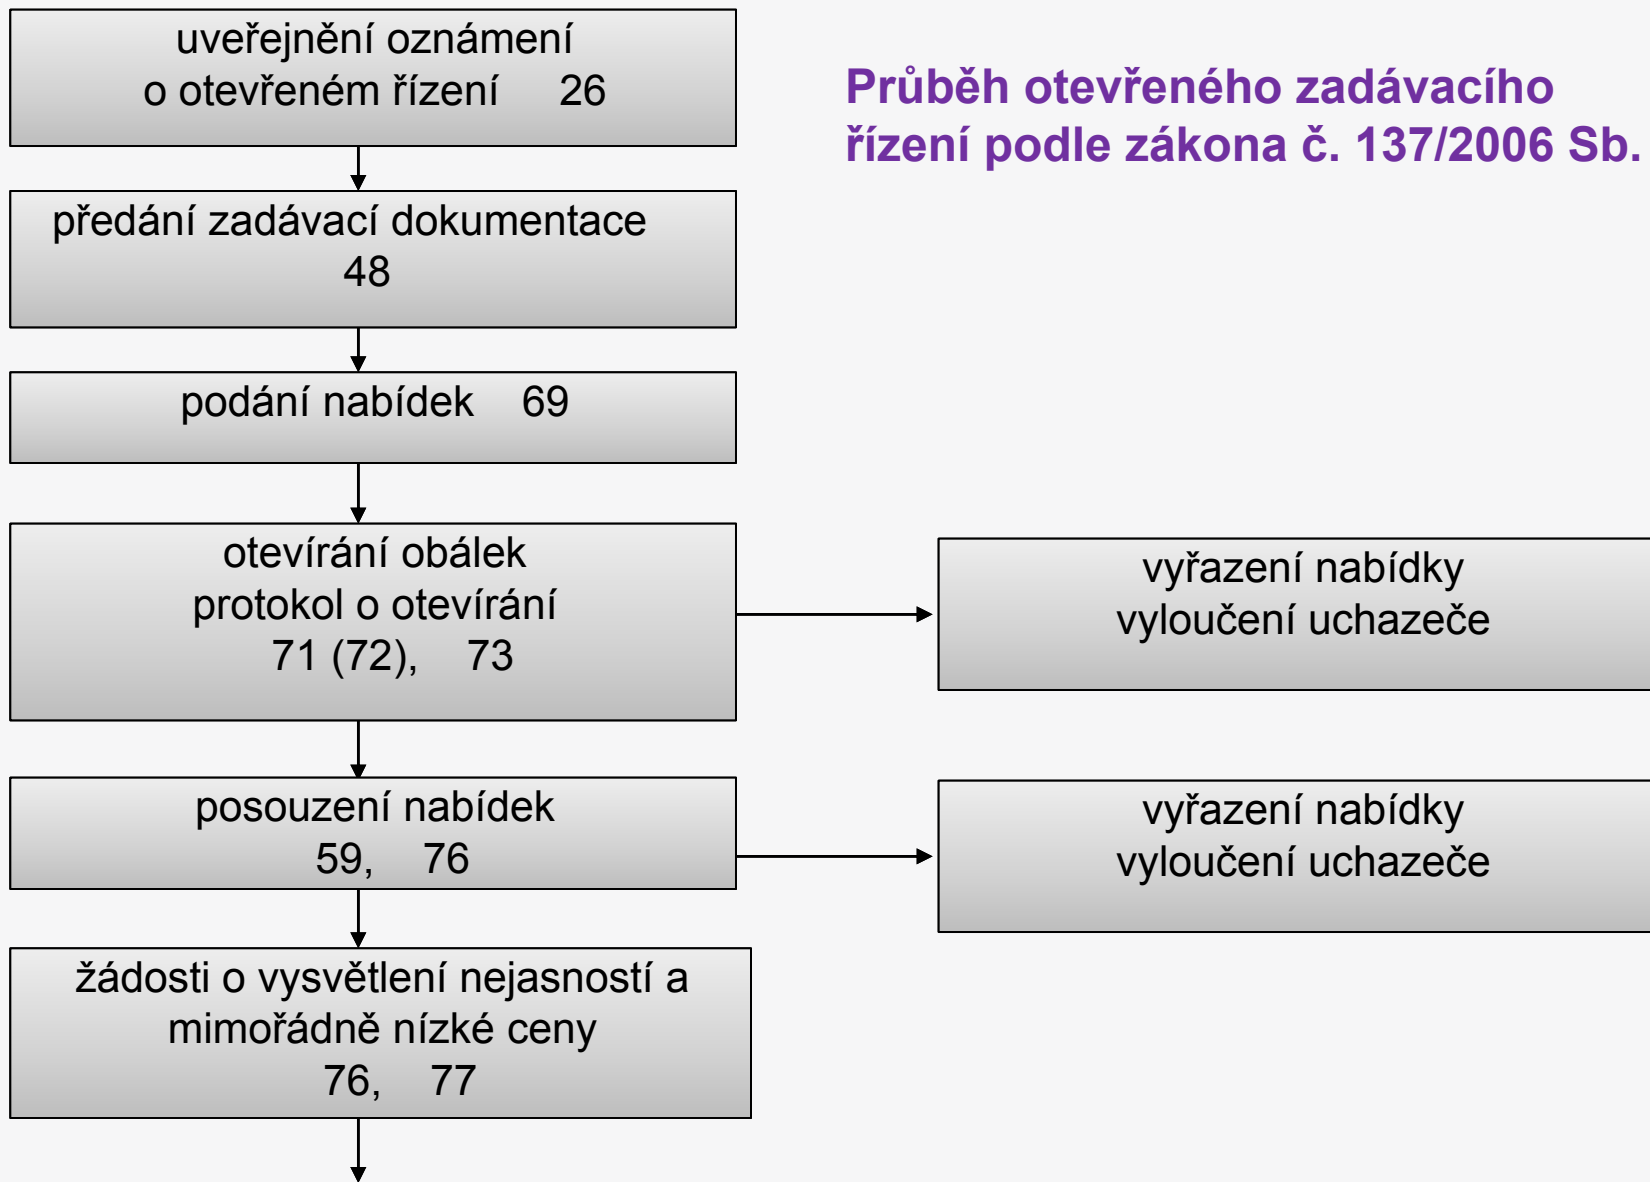 uveřejnění oznámení
o otevřeném řízení 26
Průběh otevřeného zadávacího
řízení podle zákona č. 137/2006 Sb.
předání zadávací dokumentace
48
podání nabídek 69
otevírání obálek
protokol o otevírání
71 (72), 73
vyřazení nabídky
vyloučení uchazeče
posouzení nabídek
59, 76
vyřazení nabídky
vyloučení uchazeče
žádosti o vysvětlení nejasností a
mimořádně nízké ceny
76, 77